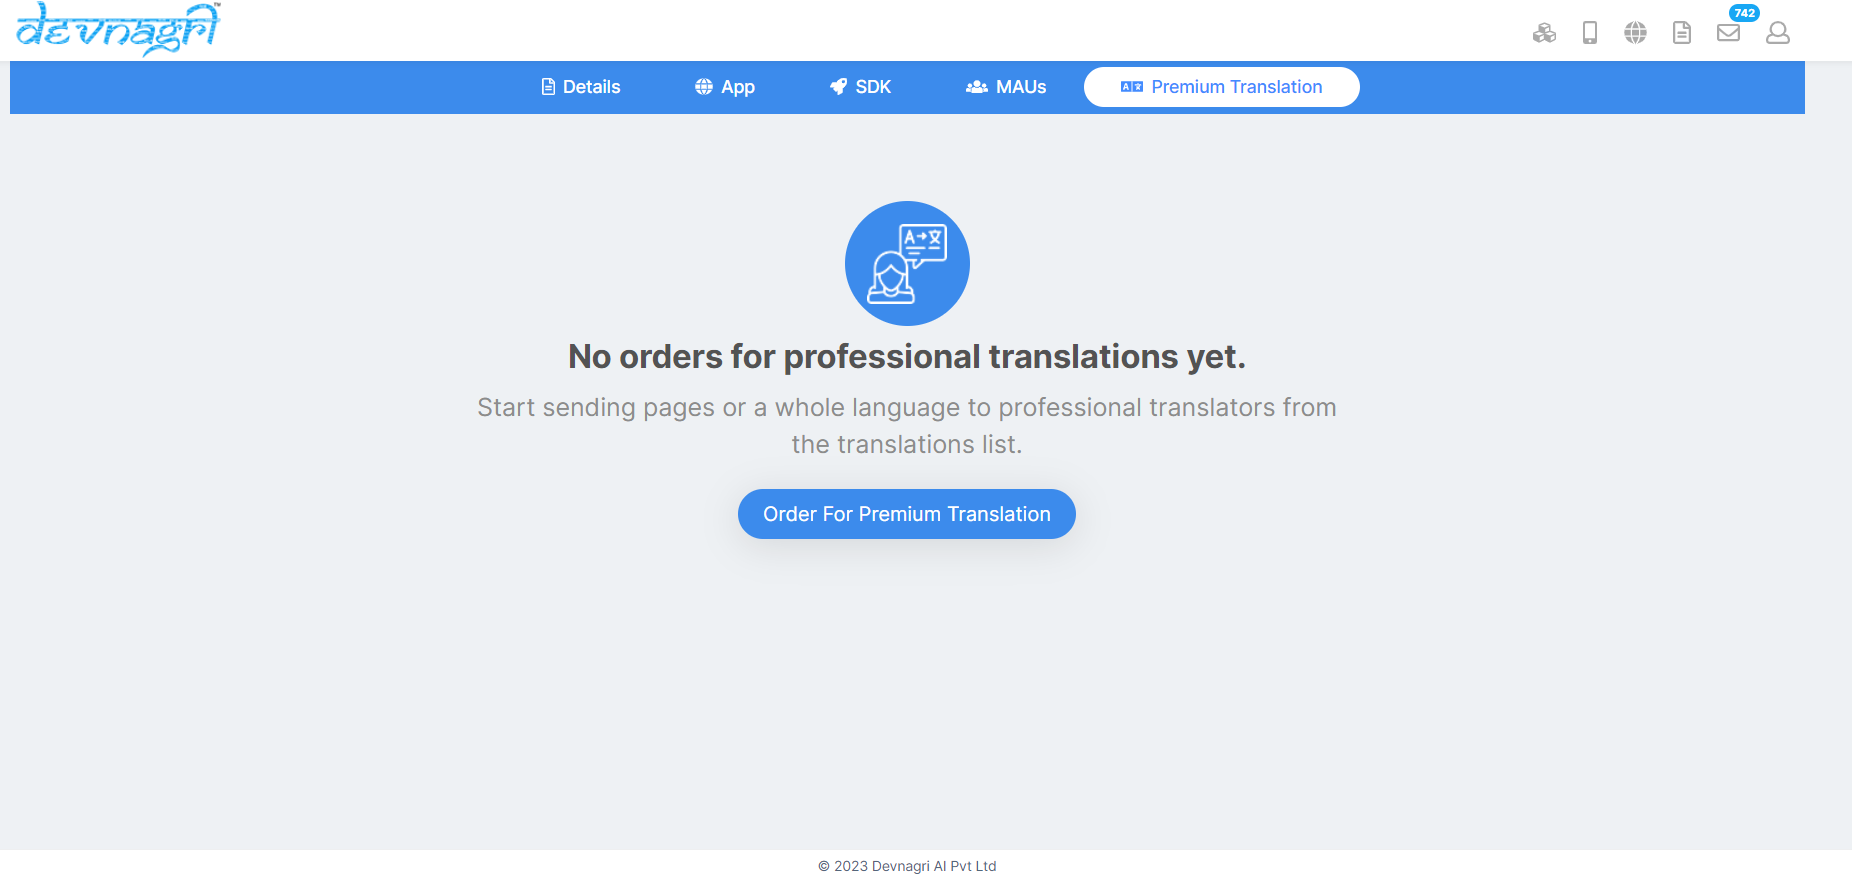 devnagri™
742
Details
App
SDK
MAUs
Premium Translation
A
No orders for professional translations yet.
Start sending pages or a whole language to professional translators from
the translations list.
Order For Premium Translation
© 2023 Devnagri AI Pvt Ltd